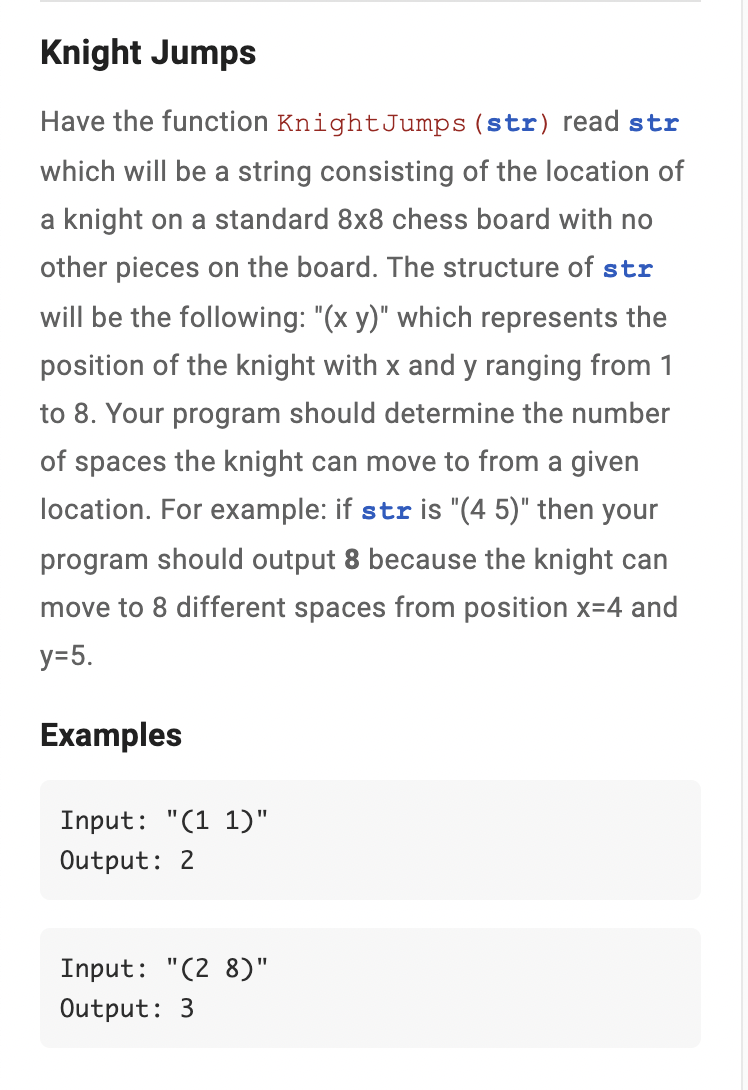 Knight Jumps
Have the function KnightJumps(str) read str
which will be a string consisting of the location of
a knight on a standard 8x8 chess board with no
other pieces on the board. The structure of str
will be the following: "(x y)" which represents the
position of the knight with x and y ranging from 1
to 8. Your program should determine the number
of spaces the knight can move to from a given
location. For example: if str is "(4 5)" then your
program should output 8 because the knight can
move to 8 different spaces from position x=4 and
y=5.
Examples
Input: "(1 1)"
Output: 2
Input: "(2 8)"
Output: 3